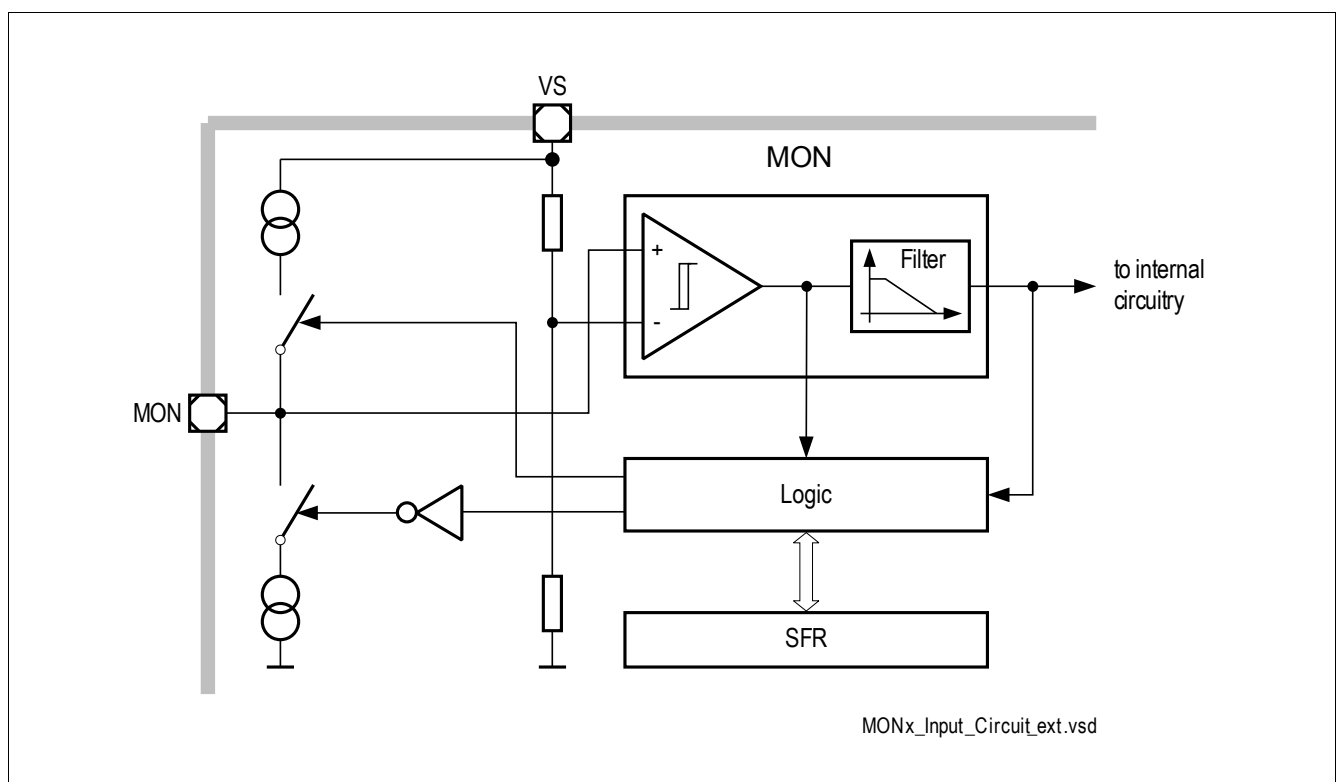 VS
MON
+
Filter
to internal
circuitry
-
MON
Logic
SFR
MONx_Input_Circuit_ext.vsd